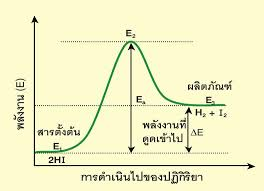 พลังงาน (E)
E₂
ผลิตภัณฑ์
E₃
H₂ + I₂
Eₐ
สารตั้งต้น
พลังงานที่
ดูดเข้าไป
ΔE
E₁
2HI
การดำเนินไปของปฏิกิริยา